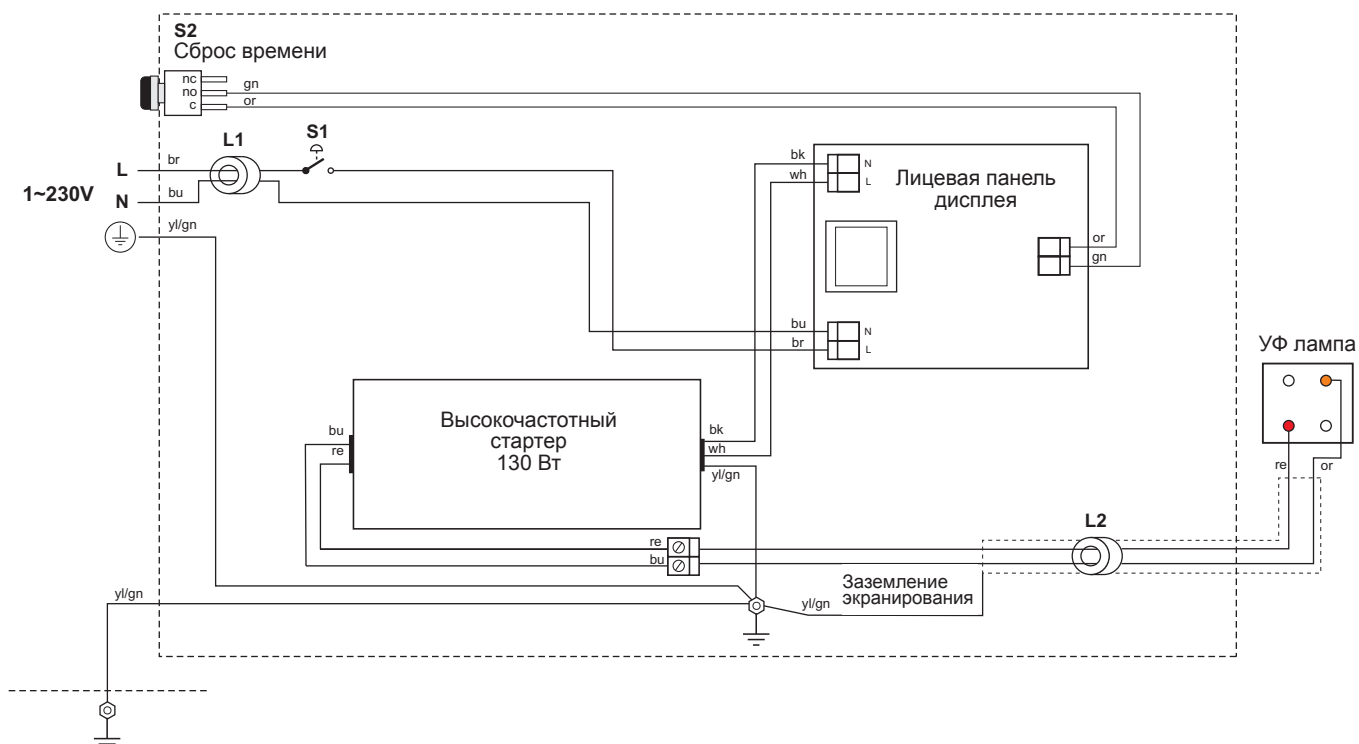 S2
Сброс времени
nc
no
c
gn
or
L1
S1
L
br
1~230V
N
bu
yl/gn
bk
N
wh
L
Лицевая панель
дисплея
or
gn
bu
N
br
L
УФ лампа
re
or
Высокочастотный
стартер
130 Вт
bu
re
bk
wh
yl/gn
L2
re
bu
Заземление
экранирования
yl/gn
yl/gn